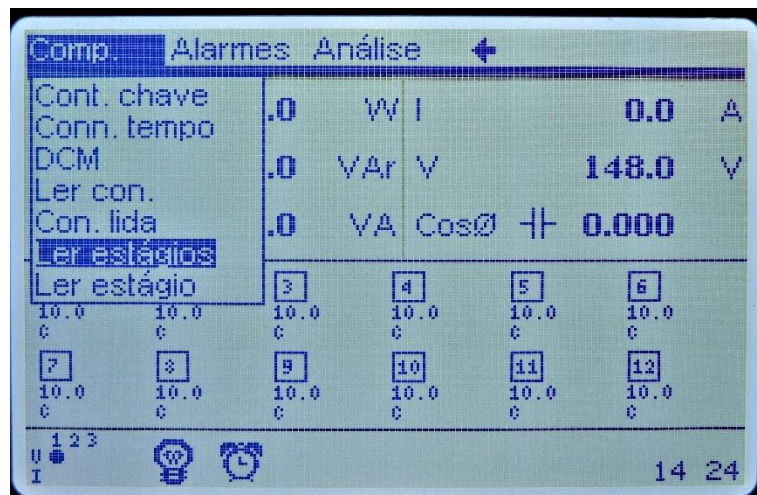 Comp. Alarmes Análise
Cont. chave
Conn. tempo
DCM
Ler con.
Con. lida
Ler estágios
Ler estágio
.0 W I 0.0 A
.0 VAr V 148.0 V
.0 VA CosØ 0.000
3 4 5 6
10.0 10.0 10.0 10.0 10.0 10.0
C C C C C C
7 8 9 10 11 12
10.0 10.0 10.0 10.0 10.0 10.0
C C C C C C
1 2 3
V
I
14 24